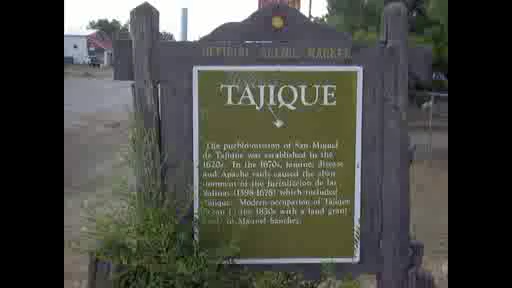 OFFICIAL SCENIC MARKER
TAJIQUE
The pueblo-mission of San Miguel
de Tajique was established in the
1620s. In the 1670s, famine, disease
and Apache raids caused the aban-
donment of the Jurisdiction de las
Salinas (1598-1678) which included
Tajique. Modern occupation of Tajique
began in the 1830s with a land grant
made to Manuel Sanchez.